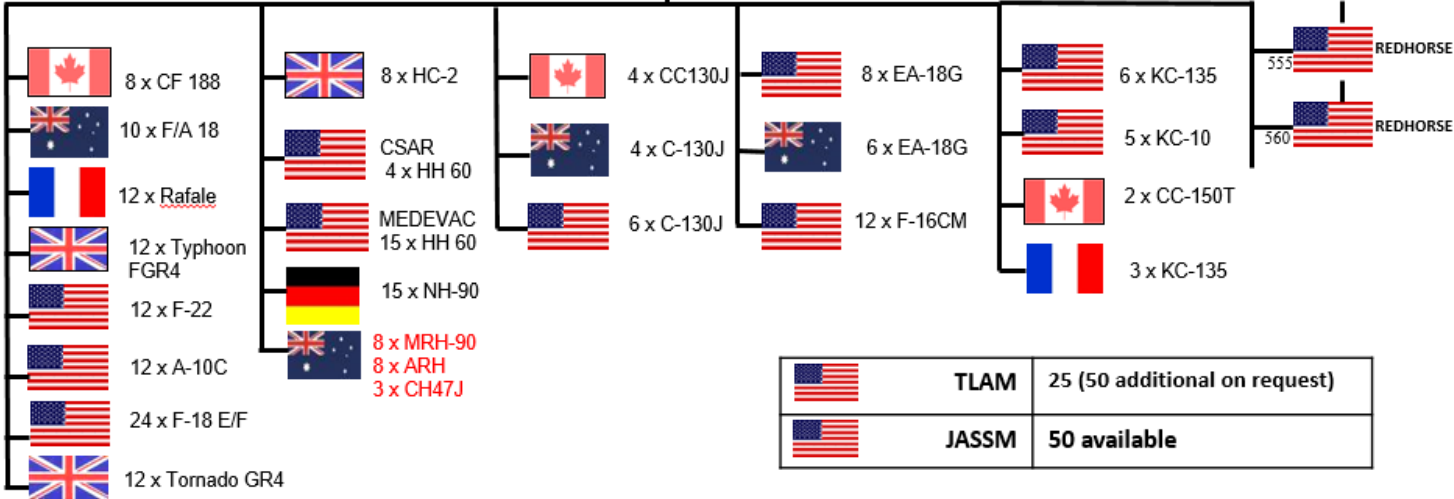 8 x CF 188
10 x F/A 18
12 x Rafale
12 x Typhoon
FGR4
12 x F-22
12 x A-10C
24 x F-18 E/F
12 x Tornado GR4
8 x HC-2
CSAR
4 x HH 60
MEDEVAC
15 x HH 60
15 x NH-90
8 x MRH-90
8 x ARH
3 x CH47J
4 x CC130J
4 x C-130J
6 x C-130J
8 x EA-18G
6 x EA-18G
12 x F-16CM
6 x KC-135
5 x KC-10
2 x CC-150T
3 x KC-135
555
REDHORSE
560
REDHORSE
TLAM 25 (50 additional on request)
JASSM 50 available